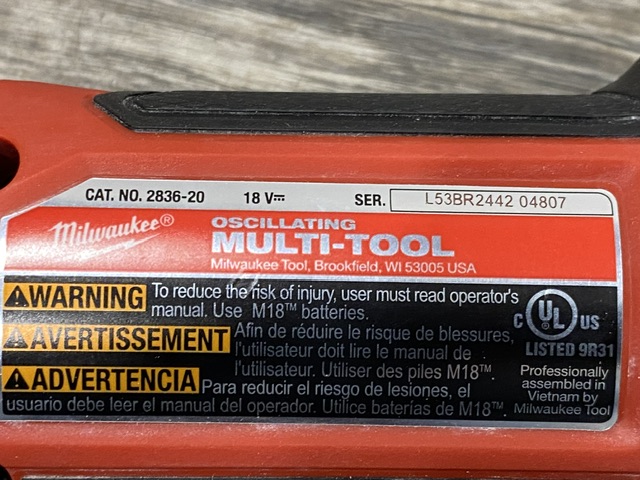 CAT. NO. 2836-20 18 V⎓ SER. L53BR2442 04807
Milwaukee® OSCILLATING
MULTI-TOOL
Milwaukee Tool, Brookfield, WI 53005 USA
WARNING To reduce the risk of injury, user must read operator's
manual. Use M18™ batteries.
AVERTISSEMENT Afin de réduire le risque de blessures,
l'utilisateur doit lire le manuel de
l'utilisateur. Utiliser des piles M18™
ADVERTENCIA Para reducir el riesgo de lesiones, el
usuario debe leer el manual del operador. Utilice baterías de M18™.
C UL US
LISTED 9R31
Professionally
assembled in
Vietnam by
Milwaukee Tool